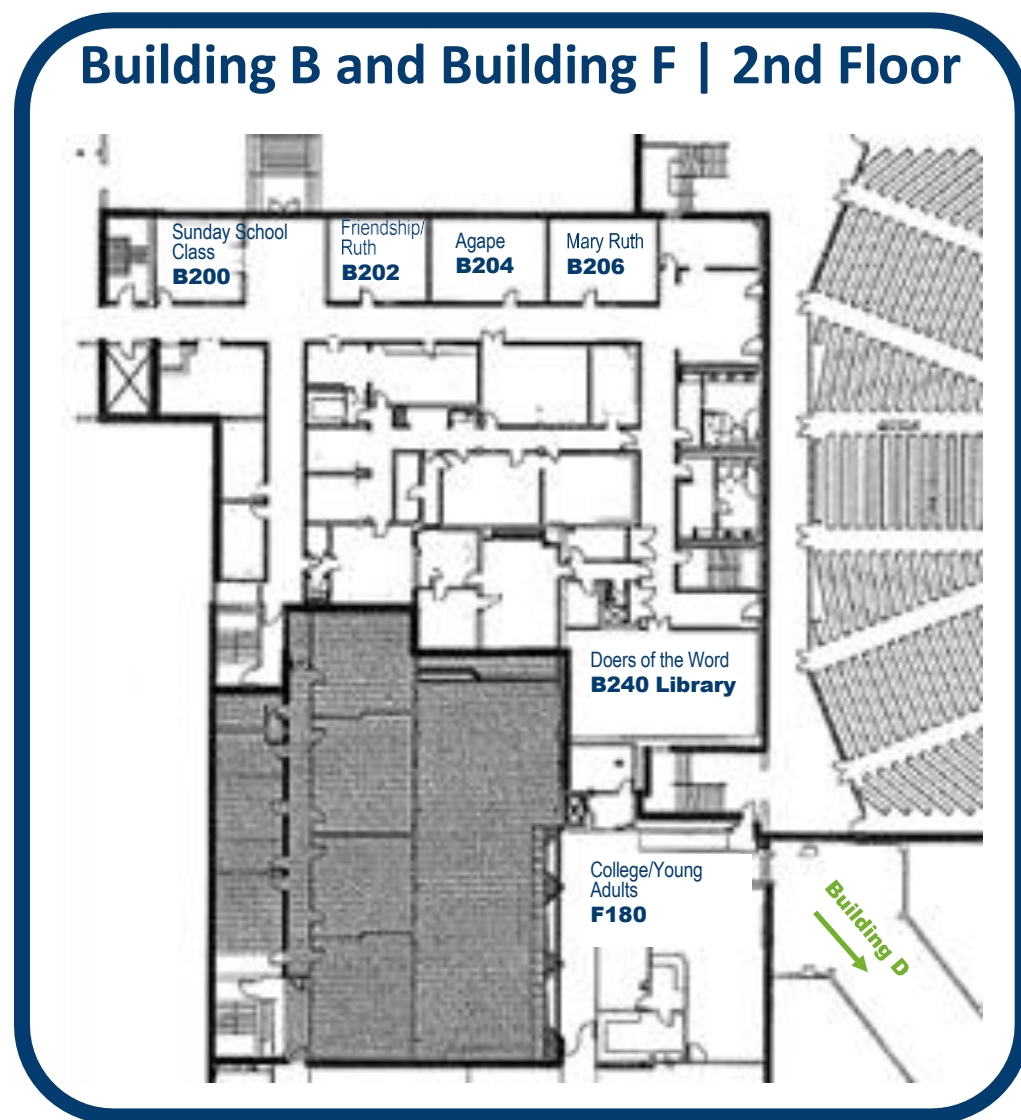 Building B and Building F | 2nd Floor
Sunday School
Class
B200
Friendship/
Ruth
B202
Agape
B204
Mary Ruth
B206
Doers of the Word
B240 Library
College/Young
Adults
F180
Building D